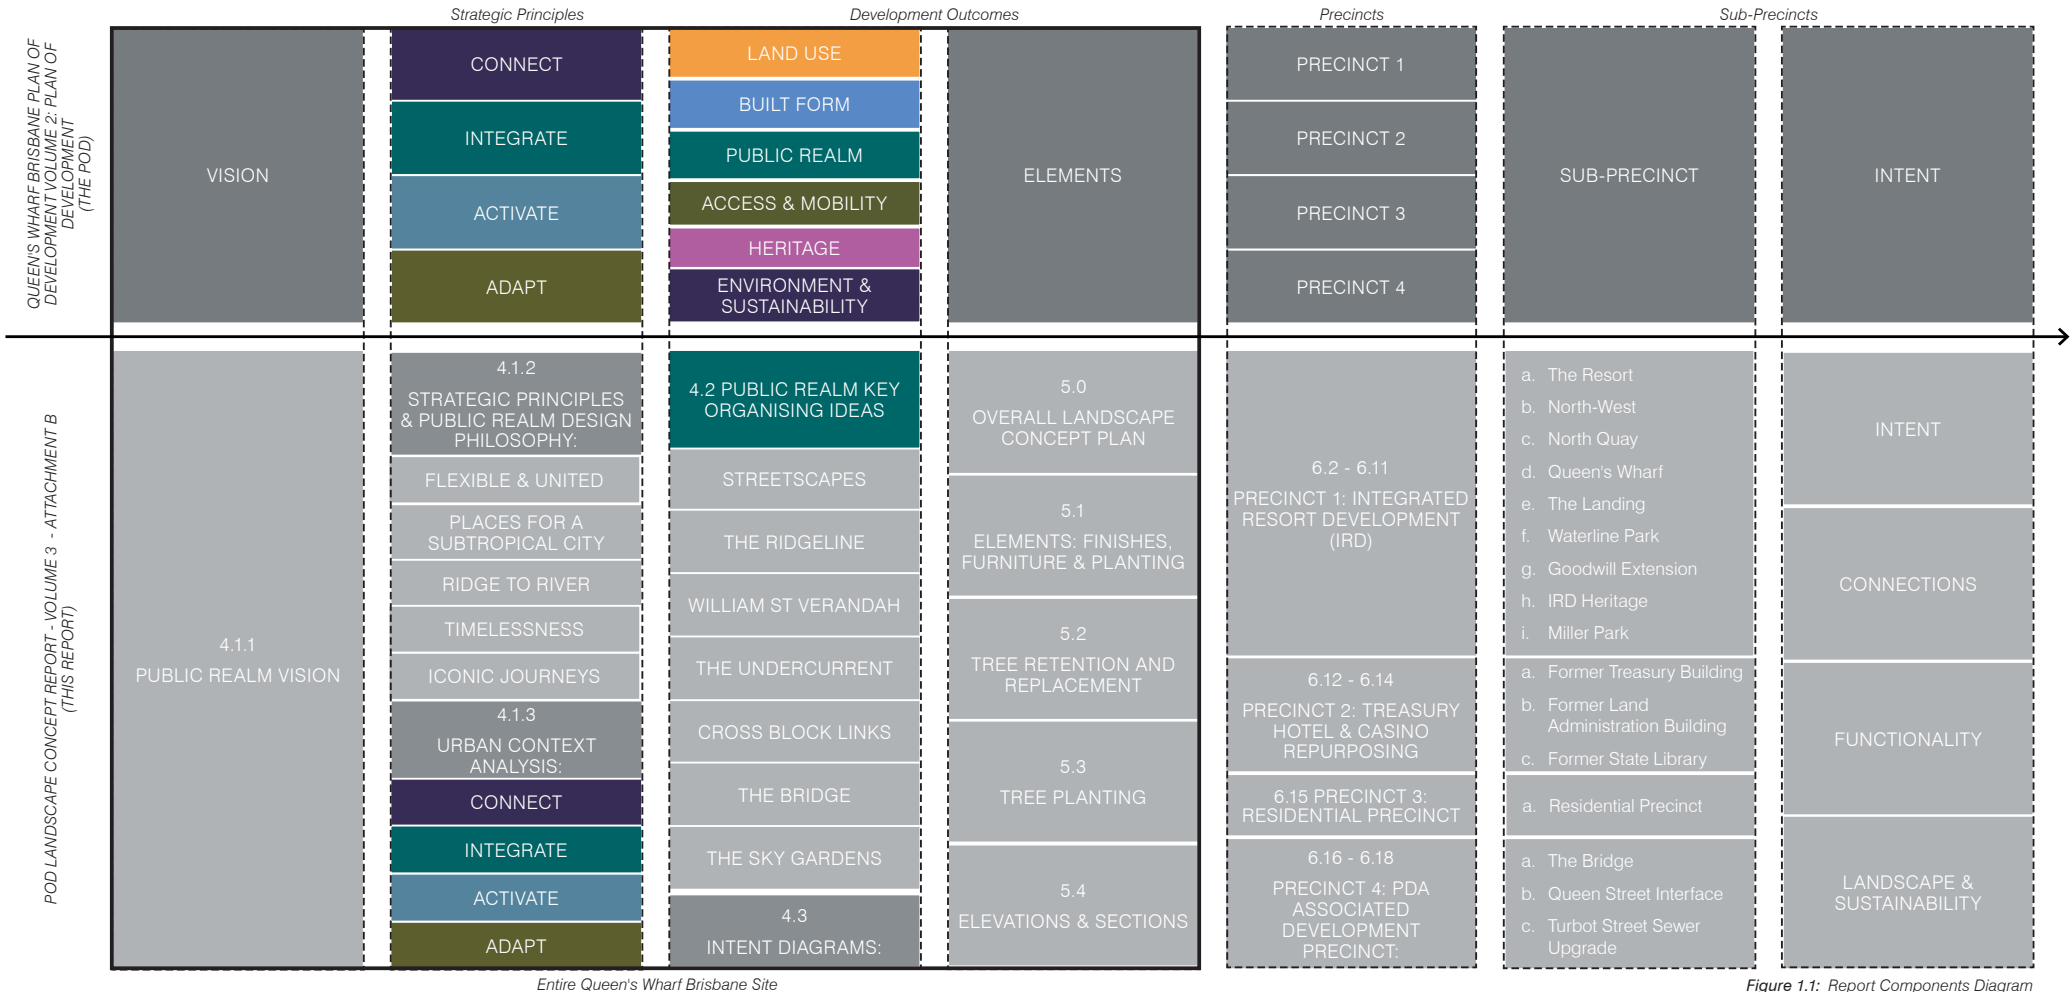 Strategic Principles
Development Outcomes
Precincts
Sub-Precincts
QUEEN'S WHARF BRISBANE PLAN OF
DEVELOPMENT VOLUME 2: PLAN OF
DEVELOPMENT
(THE POD)
VISION
CONNECT
INTEGRATE
ACTIVATE
ADAPT
LAND USE
BUILT FORM
PUBLIC REALM
ACCESS & MOBILITY
HERITAGE
ENVIRONMENT &
SUSTAINABILITY
ELEMENTS
PRECINCT 1
PRECINCT 2
PRECINCT 3
PRECINCT 4
SUB-PRECINCT
INTENT
POD LANDSCAPE CONCEPT REPORT - VOLUME 3 - ATTACHMENT B
(THIS REPORT)
4.1.1
PUBLIC REALM VISION
4.1.2
STRATEGIC PRINCIPLES
& PUBLIC REALM DESIGN
PHILOSOPHY:
FLEXIBLE & UNITED
PLACES FOR A
SUBTROPICAL CITY
RIDGE TO RIVER
TIMELESSNESS
ICONIC JOURNEYS
4.1.3
URBAN CONTEXT
ANALYSIS:
CONNECT
INTEGRATE
ACTIVATE
ADAPT
4.2 PUBLIC REALM KEY
ORGANISING IDEAS
STREETSCAPES
THE RIDGELINE
WILLIAM ST VERANDAH
THE UNDERCURRENT
CROSS BLOCK LINKS
THE BRIDGE
THE SKY GARDENS
4.3
INTENT DIAGRAMS:
5.0
OVERALL LANDSCAPE
CONCEPT PLAN
5.1
ELEMENTS: FINISHES,
FURNITURE & PLANTING
5.2
TREE RETENTION AND
REPLACEMENT
5.3
TREE PLANTING
5.4
ELEVATIONS & SECTIONS
6.2 - 6.11
PRECINCT 1: INTEGRATED
RESORT DEVELOPMENT
(IRD)
6.12 - 6.14
PRECINCT 2: TREASURY
HOTEL & CASINO
REPURPOSING
6.15 PRECINCT 3:
RESIDENTIAL PRECINCT
6.16 - 6.18
PRECINCT 4: PDA
ASSOCIATED
DEVELOPMENT
PRECINCT:
a. The Resort
b. North-West
c. North Quay
d. Queen's Wharf
e. The Landing
f. Waterline Park
g. Goodwill Extension
h. IRD Heritage
i. Miller Park
a. Former Treasury Building
b. Former Land
Administration Building
c. Former State Library
a. Residential Precinct
a. The Bridge
b. Queen Street Interface
c. Turbot Street Sewer
Upgrade
INTENT
CONNECTIONS
FUNCTIONALITY
LANDSCAPE &
SUSTAINABILITY
Entire Queen's Wharf Brisbane Site
Figure 1.1: Report Components Diagram